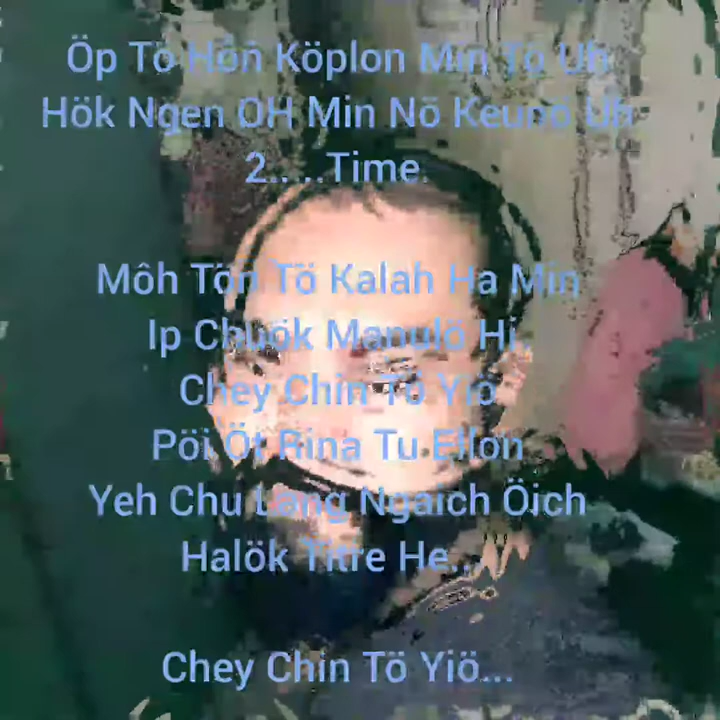 Öp Tö Hôn Köplon Min Tö Uh
Hök Ngen OH Min Nö Keunö Uh
2.. ..Time.
Môh Tön Tö Kalah Ha Min
Ip Chuök Manulö Hi.
Chey Chin Tö Yiö
Pöi Öt Rina Tu Ellon
Yeh Chu Lang Ngaich Öich
Halök Titre He...
Chey Chin Tö Yiö...